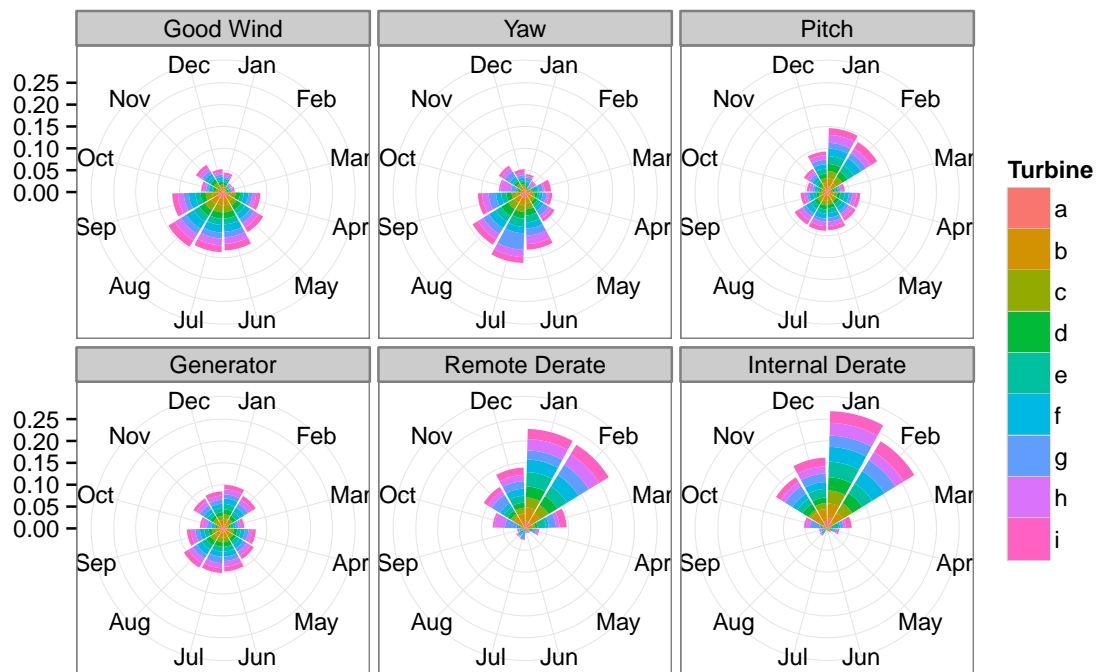 Good Wind
Yaw
Pitch
0.25
0.20
0.15
0.10
0.05
0.00
Dec Jan
Nov Feb
Oct Mar
Sep Apr
Aug May
Jul Jun
Dec Jan
Nov Feb
Oct Mar
Sep Apr
Aug May
Jul Jun
Dec Jan
Nov Feb
Oct Mar
Sep Apr
Aug May
Jul Jun
Generator
Remote Derate
Internal Derate
0.25
0.20
0.15
0.10
0.05
0.00
Dec Jan
Nov Feb
Oct Mar
Sep Apr
Aug May
Jul Jun
Dec Jan
Nov Feb
Oct Mar
Sep Apr
Aug May
Jul Jun
Dec Jan
Nov Feb
Oct Mar
Sep Apr
Aug May
Jul Jun
Turbine
a
b
c
d
e
f
g
h
i